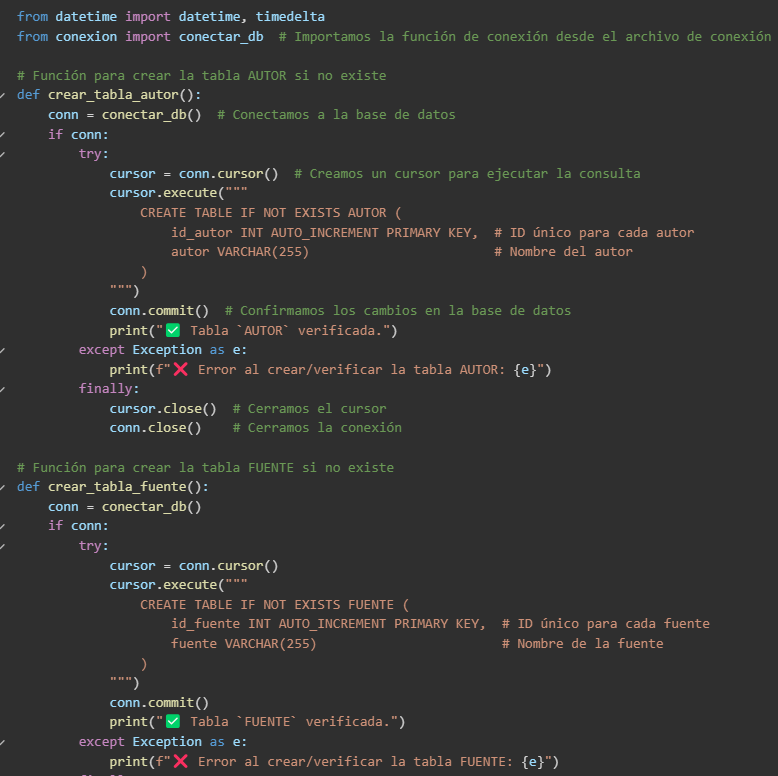 from datetime import datetime, timedelta
from conexion import conectar_db  # Importamos la función de conexión desde el archivo de conexión

# Función para crear la tabla AUTOR si no existe
def crear_tabla_autor():
    conn = conectar_db()  # Conectamos a la base de datos
    if conn:
        try:
            cursor = conn.cursor()  # Creamos un cursor para ejecutar la consulta
            cursor.execute("""
                CREATE TABLE IF NOT EXISTS AUTOR (
                    id_autor INT AUTO_INCREMENT PRIMARY KEY,  # ID único para cada autor
                    autor VARCHAR(255)                        # Nombre del autor
                )
            """)
            conn.commit()  # Confirmamos los cambios en la base de datos
            print("✅ Tabla `AUTOR` verificada.")
        except Exception as e:
            print(f"❌ Error al crear/verificar la tabla AUTOR: {e}")
        finally:
            cursor.close()  # Cerramos el cursor
            conn.close()    # Cerramos la conexión

# Función para crear la tabla FUENTE si no existe
def crear_tabla_fuente():
    conn = conectar_db()
    if conn:
        try:
            cursor = conn.cursor()
            cursor.execute("""
                CREATE TABLE IF NOT EXISTS FUENTE (
                    id_fuente INT AUTO_INCREMENT PRIMARY KEY,  # ID único para cada fuente
                    fuente VARCHAR(255)                        # Nombre de la fuente
                )
            """)
            conn.commit()
            print("✅ Tabla `FUENTE` verificada.")
        except Exception as e:
            print(f"❌ Error al crear/verificar la tabla FUENTE: {e}")